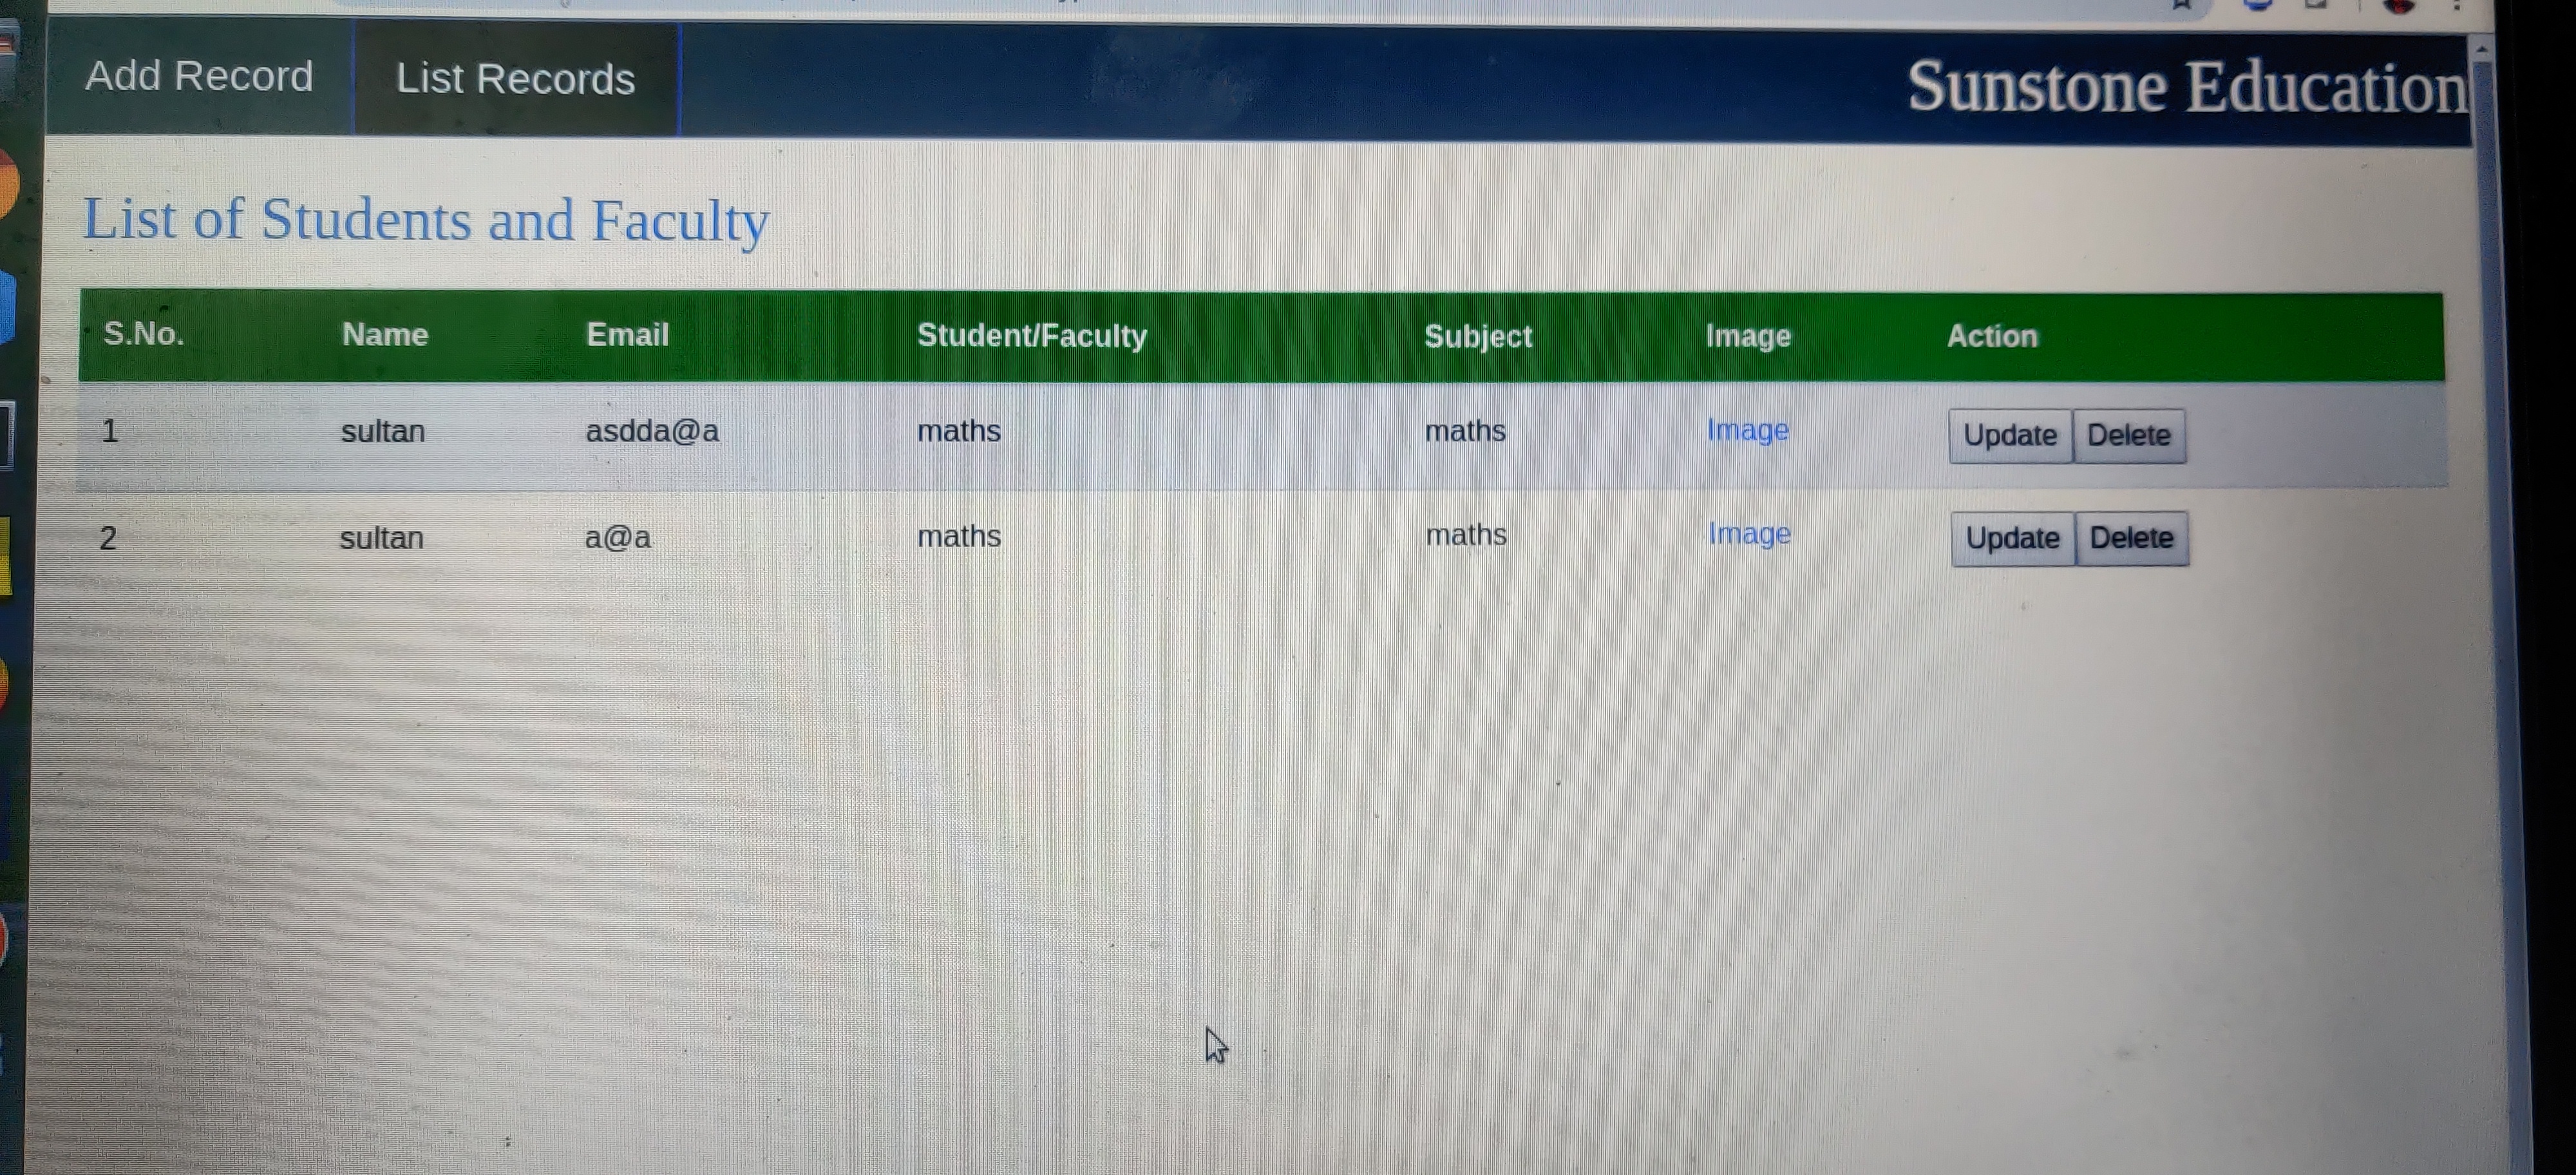 Add Record List Records Sunstone Education
List of Students and Faculty
S.No. Name Email Student/Faculty Subject Image Action
1 sultan asdda@a maths maths Image Update Delete
2 sultan a@a maths maths Image Update Delete